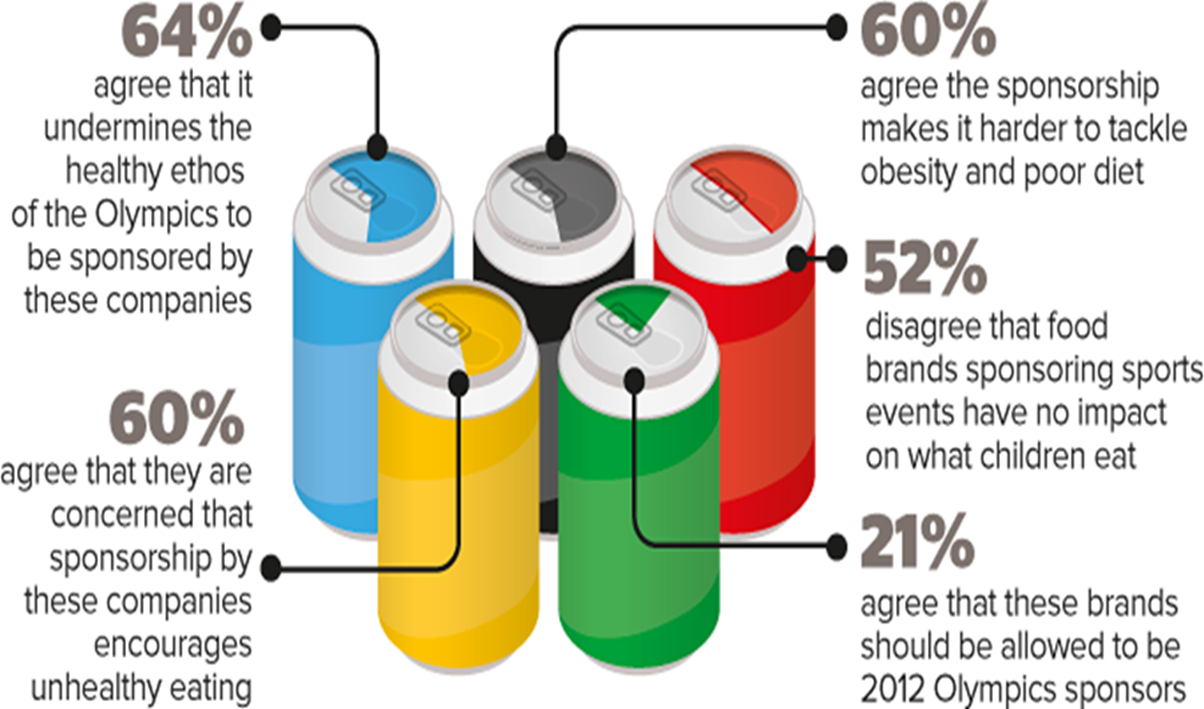 64%
agree that it
undermines the
healthy ethos
of the Olympics to
be sponsored by
these companies
60%
agree that they are
concerned that
sponsorship by
these companies
encourages
unhealthy eating
60%
agree the sponsorship
makes it harder to tackle
obesity and poor diet
52%
disagree that food
brands sponsoring sports
events have no impact
on what children eat
21%
agree that these brands
should be allowed to be
2012 Olympics sponsors